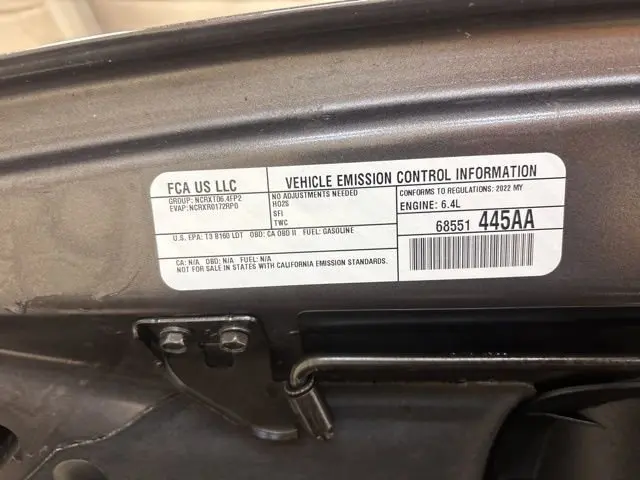 FCA US LLC
VEHICLE EMISSION CONTROL INFORMATION
GROUP: NCRXT06.4FP2
EVAP: NCRXR0172RP0
NO ADJUSTMENTS NEEDED
HO2S
SFI
TWC
CONFORMS TO REGULATIONS: 2022 MY
ENGINE: 6.4L
U.S. EPA: T3 B160 LDT OBD: CA OBD II FUEL: GASOLINE
68551 445AA
CA: N/A OBD: N/A FUEL: N/A
NOT FOR SALE IN STATES WITH CALIFORNIA EMISSION STANDARDS.